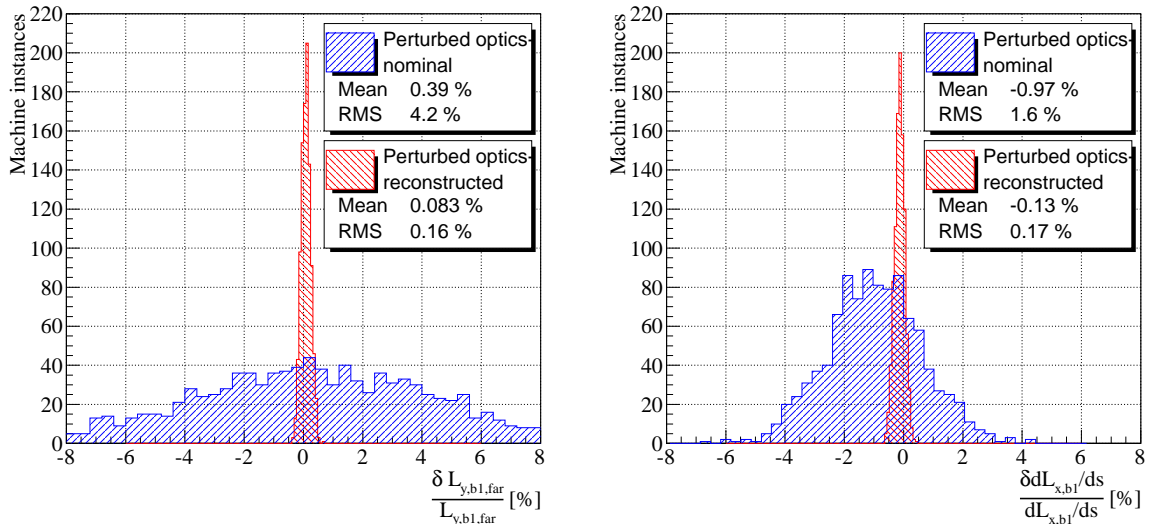 Machine instances
220
200
180
160
140
120
100
80
60
40
20
0
-8 -6 -4 -2 0 2 4 6 8
δ L_{y,b1,far}
L_{y,b1,far}
[%]
Perturbed optics-
nominal
Mean 0.39 %
RMS 4.2 %
Perturbed optics-
reconstructed
Mean 0.083 %
RMS 0.16 %
Machine instances
220
200
180
160
140
120
100
80
60
40
20
0
-8 -6 -4 -2 0 2 4 6 8
δdL_{x,b1}/ds
dL_{x,b1}/ds
[%]
Perturbed optics-
nominal
Mean -0.97 %
RMS 1.6 %
Perturbed optics-
reconstructed
Mean -0.13 %
RMS 0.17 %